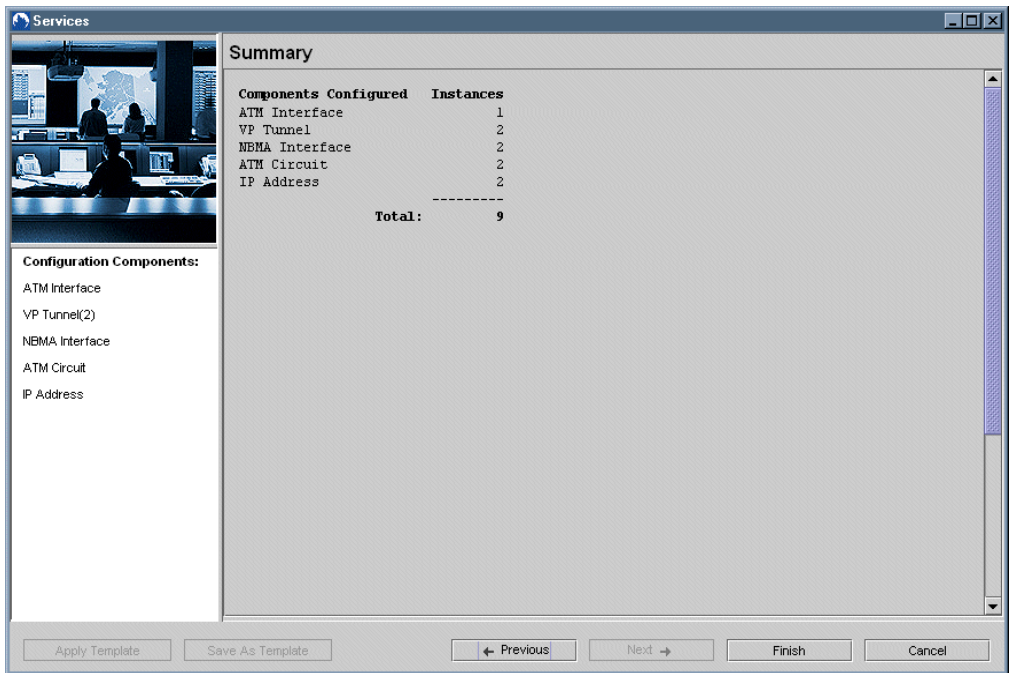 Services
Summary
Components Configured Instances
ATM Interface 1
VP Tunnel 2
NBMA Interface 2
ATM Circuit 2
IP Address 2
---------
Total: 9
Configuration Components:
ATM Interface
VP Tunnel(2)
NBMA Interface
ATM Circuit
IP Address
Apply Template
Save As Template
← Previous
Next →
Finish
Cancel